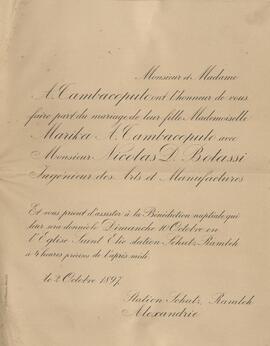 Monsieur et Madame
A. Cambacopulo ont l'honneur de vous
faire part du mariage de leur fille Mademoiselle
Marika A. Cambacopulo avec
Monsieur Nicolas D. Botassi
Ingénieur des Arts et Manufactures
Et vous prient d'assister à la Bénédiction nuptiale qui
leur sera donnée le Dimanche 10 Octobre en
l'Eglise Saint Elie station Schutz-Ramleh
à 4 heures précises de l'après midi.
le 2 Octobre 1897.
Station Schutz, Ramleh
Alexandrie